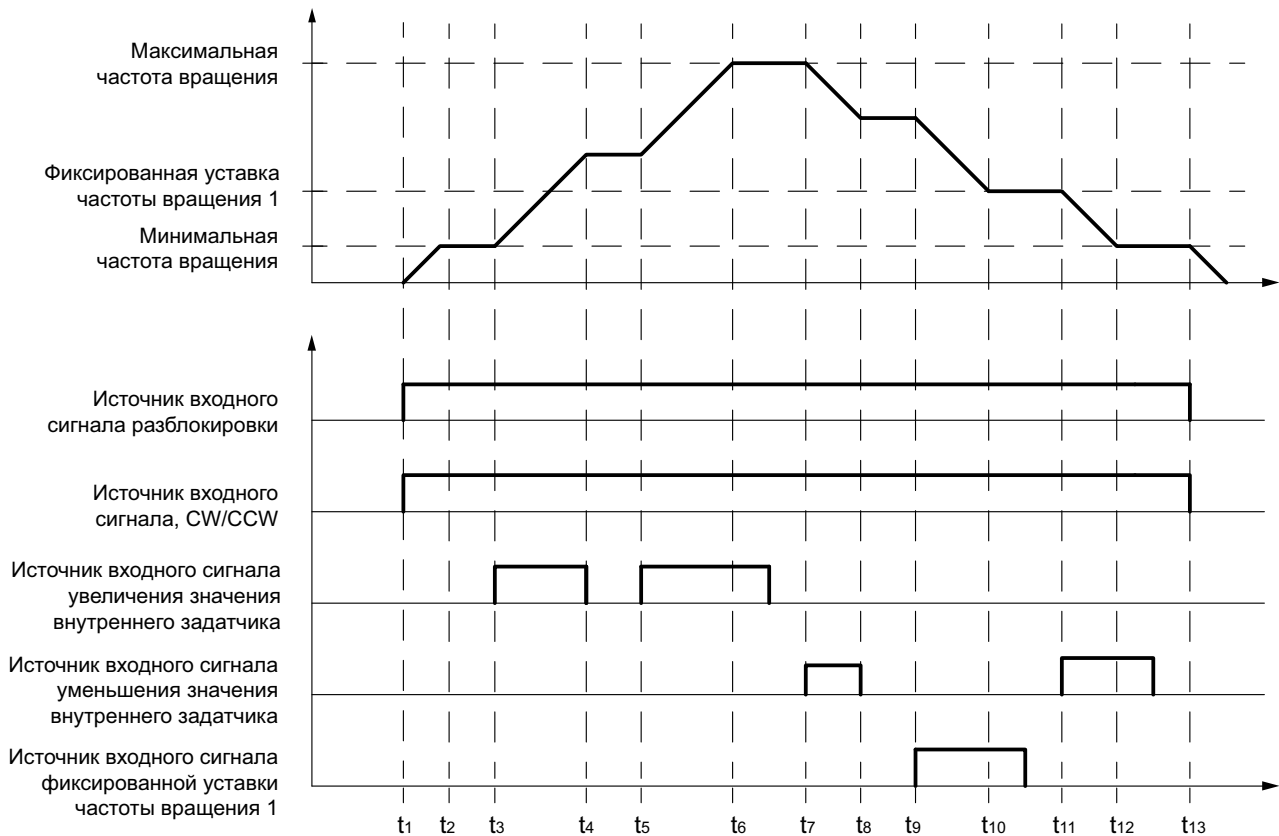 Максимальная
частота вращения
Фиксированная уставка
частоты вращения 1
Минимальная
частота вращения
Источник входного
сигнала разблокировки
Источник входного
сигнала, CW/CCW
Источник входного сигнала
увеличения значения
внутреннего задатчика
Источник входного сигнала
уменьшения значения
внутреннего задатчика
Источник входного сигнала
фиксированной уставки
частоты вращения 1
t1 t2 t3 t4 t5 t6 t7 t8 t9 t10 t11 t12 t13